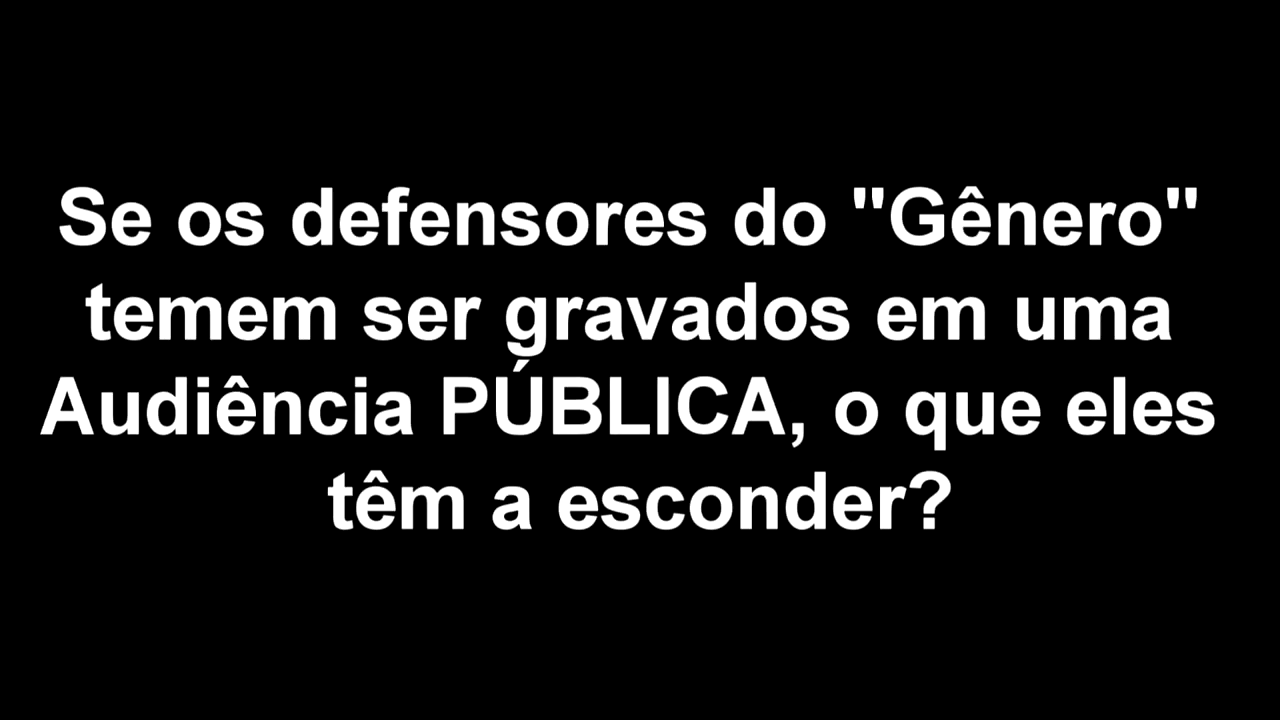 Se os defensores do "Gênero"
temem ser gravados em uma
Audiência PÚBLICA, o que eles
têm a esconder?